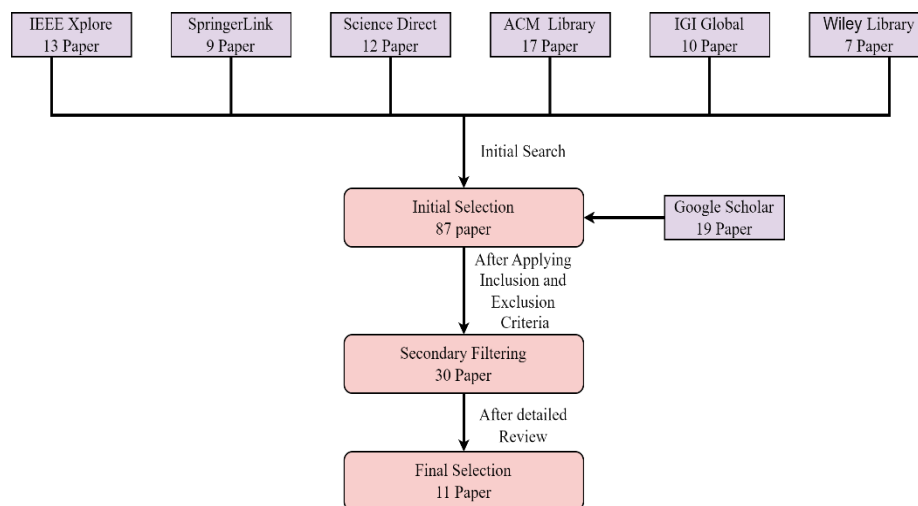 IEEE Xplore
13 Paper
SpringerLink
9 Paper
Science Direct
12 Paper
ACM Library
17 Paper
IGI Global
10 Paper
Wiley Library
7 Paper
Initial Search
Initial Selection
87 paper
Google Scholar
19 Paper
After Applying
Inclusion and
Exclusion
Criteria
Secondary Filtering
30 Paper
After detailed
Review
Final Selection
11 Paper